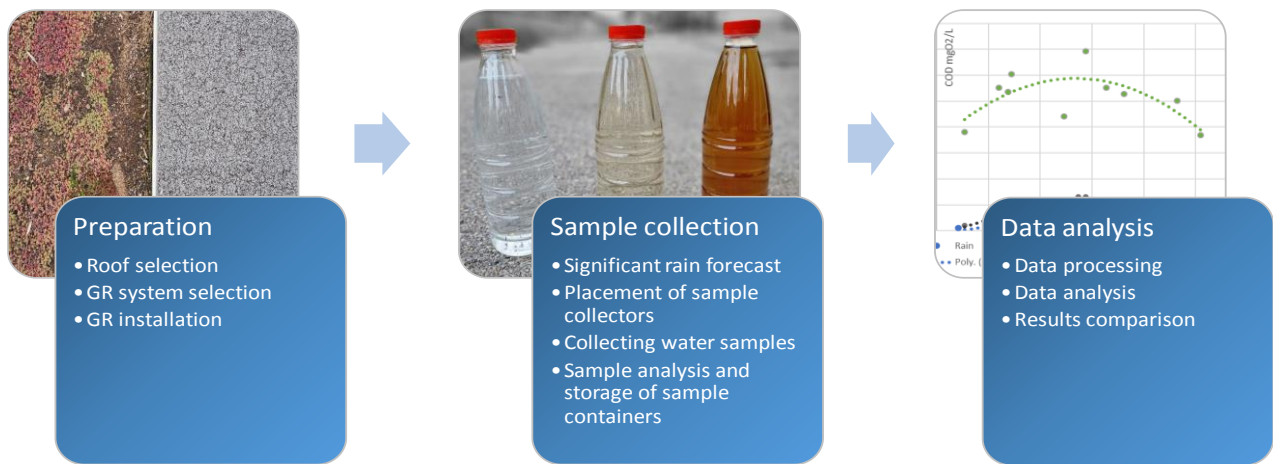 Preparation
• Roof selection
• GR system selection
• GR installation
Sample collection
• Significant rain forecast
• Placement of sample
collectors
• Collecting water samples
• Sample analysis and
storage of sample
containers
COD mgO2/L
Rain
Poly. (
Data analysis
• Data processing
• Data analysis
• Results comparison